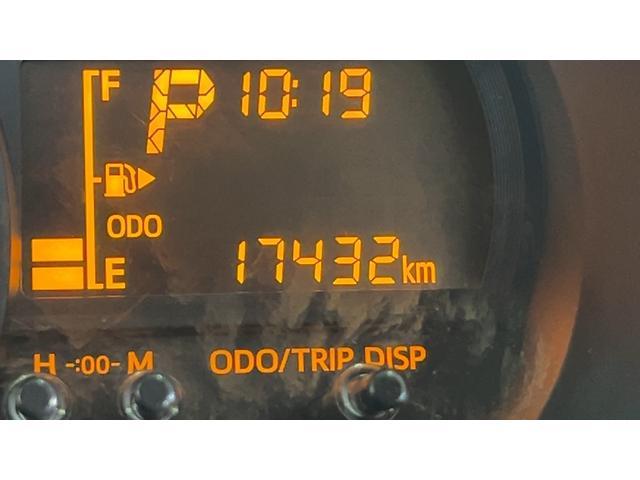 F P 10:19
ODO
E 17432km
H -:00- M ODO/TRIP DISP